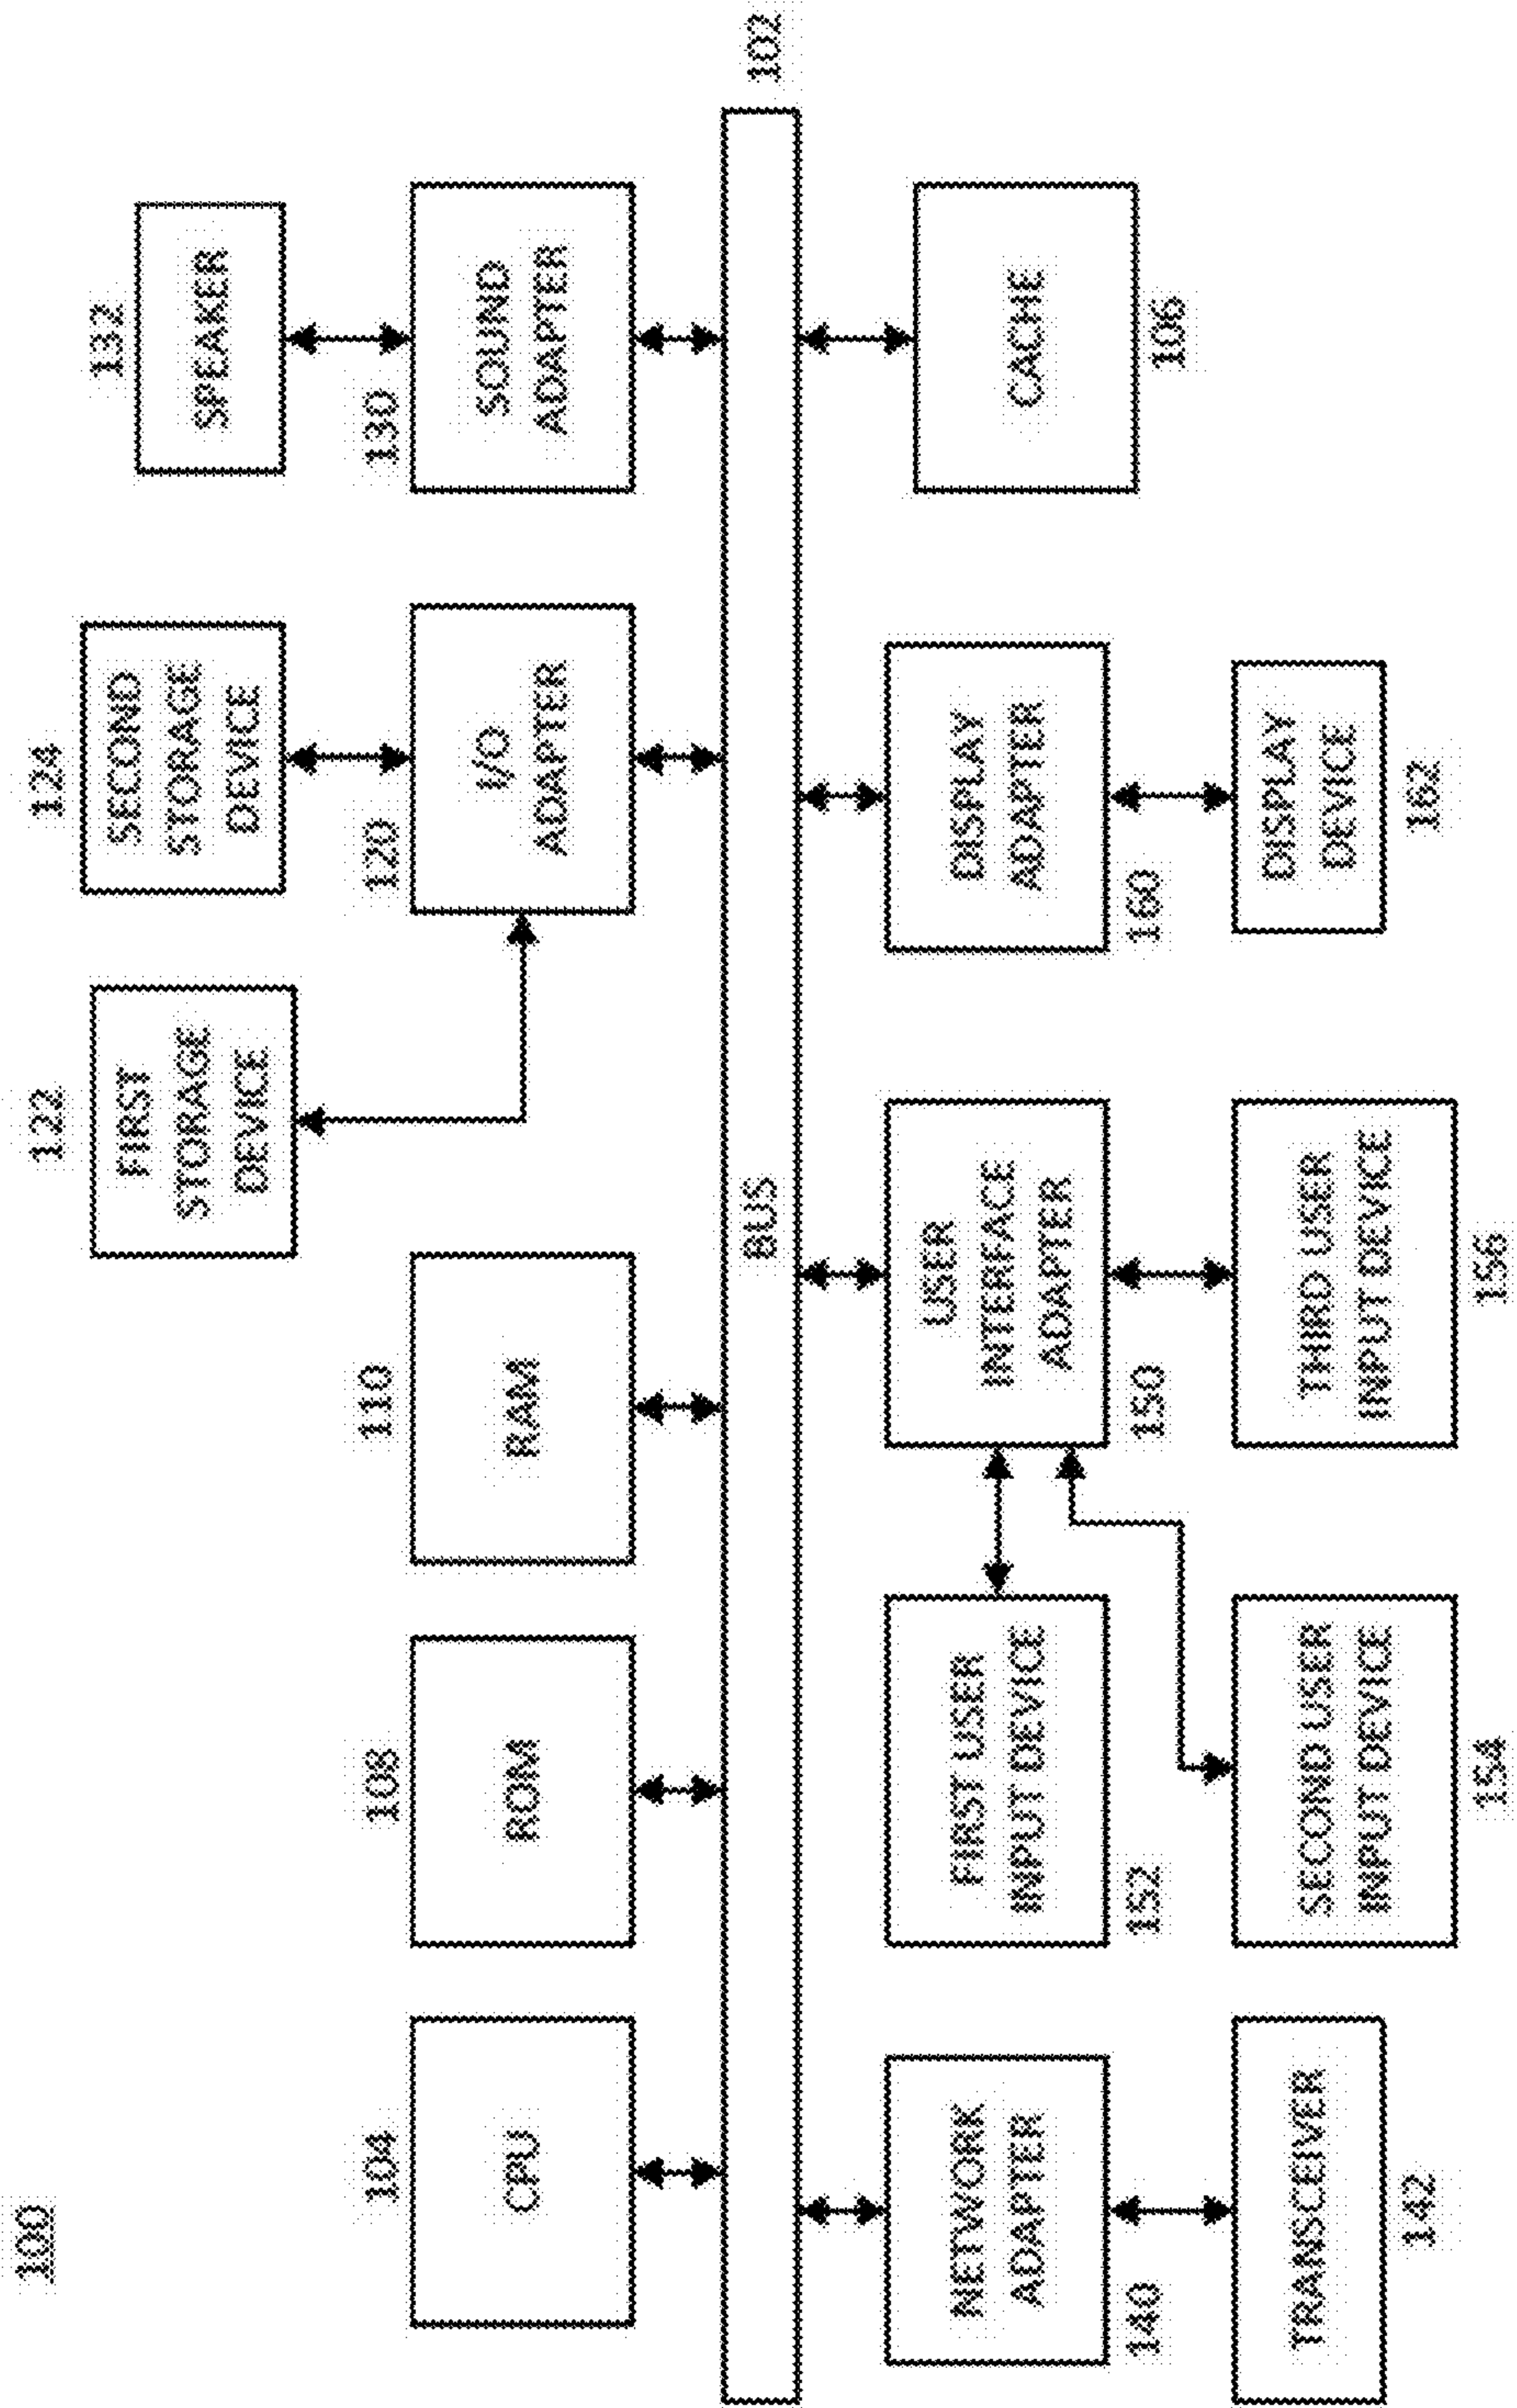 100
122
124
132
FIRST
STORAGE
DEVICE
SECOND
STORAGE
DEVICE
SPEAKER
104
108
110
120
130
CPU
ROM
RAM
I/O
ADAPTER
SOUND
ADAPTER
BUS
102
NETWORK
ADAPTER
FIRST USER
INPUT DEVICE
USER
INTERFACE
ADAPTER
DISPLAY
ADAPTER
CACHE
140
152
150
160
106
TRANSCEIVER
SECOND USER
INPUT DEVICE
THIRD USER
INPUT DEVICE
DISPLAY
DEVICE
142
154
156
162